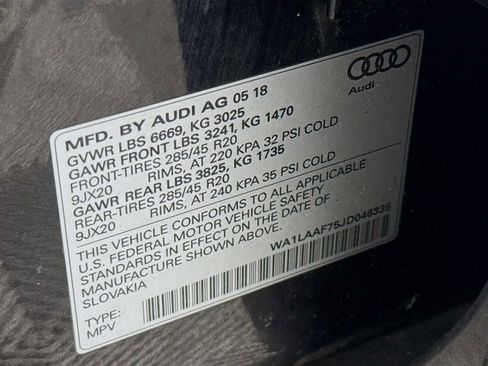 Audi
MFD. BY AUDI AG 05 18
GVWR LBS 6669, KG 3025
GAWR FRONT LBS 3241, KG 1470
FRONT-TIRES 285/45 R20
9JX20 RIMS, AT 220 KPA 32 PSI COLD
GAWR REAR LBS 3825, KG 1735
REAR-TIRES 285/45 R20
9JX20 RIMS, AT 240 KPA 35 PSI COLD
THIS VEHICLE CONFORMS TO ALL APPLICABLE
U.S. FEDERAL MOTOR VEHICLE SAFETY
STANDARDS IN EFFECT ON THE DATE OF
MANUFACTURE SHOWN ABOVE.
SLOVAKIA
WA1LAAF75JD046335
TYPE:
MPV